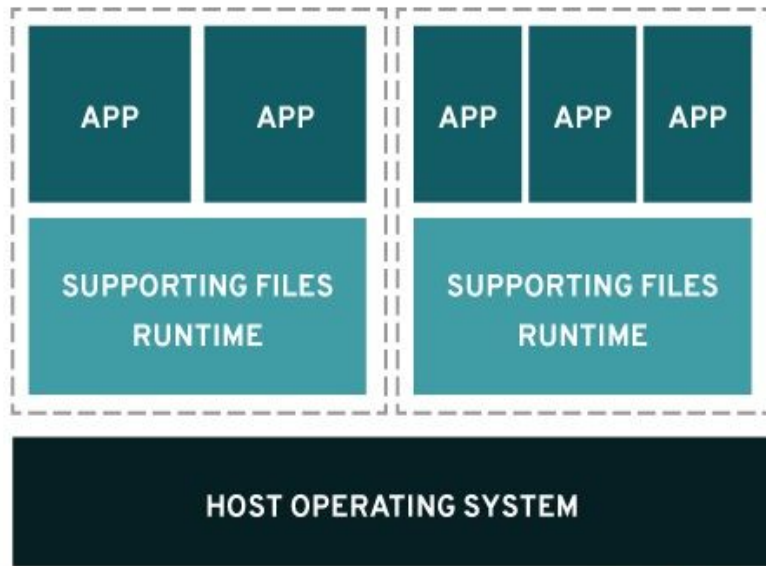 APP
APP
APP
APP
APP
SUPPORTING FILES
RUNTIME
SUPPORTING FILES
RUNTIME
HOST OPERATING SYSTEM